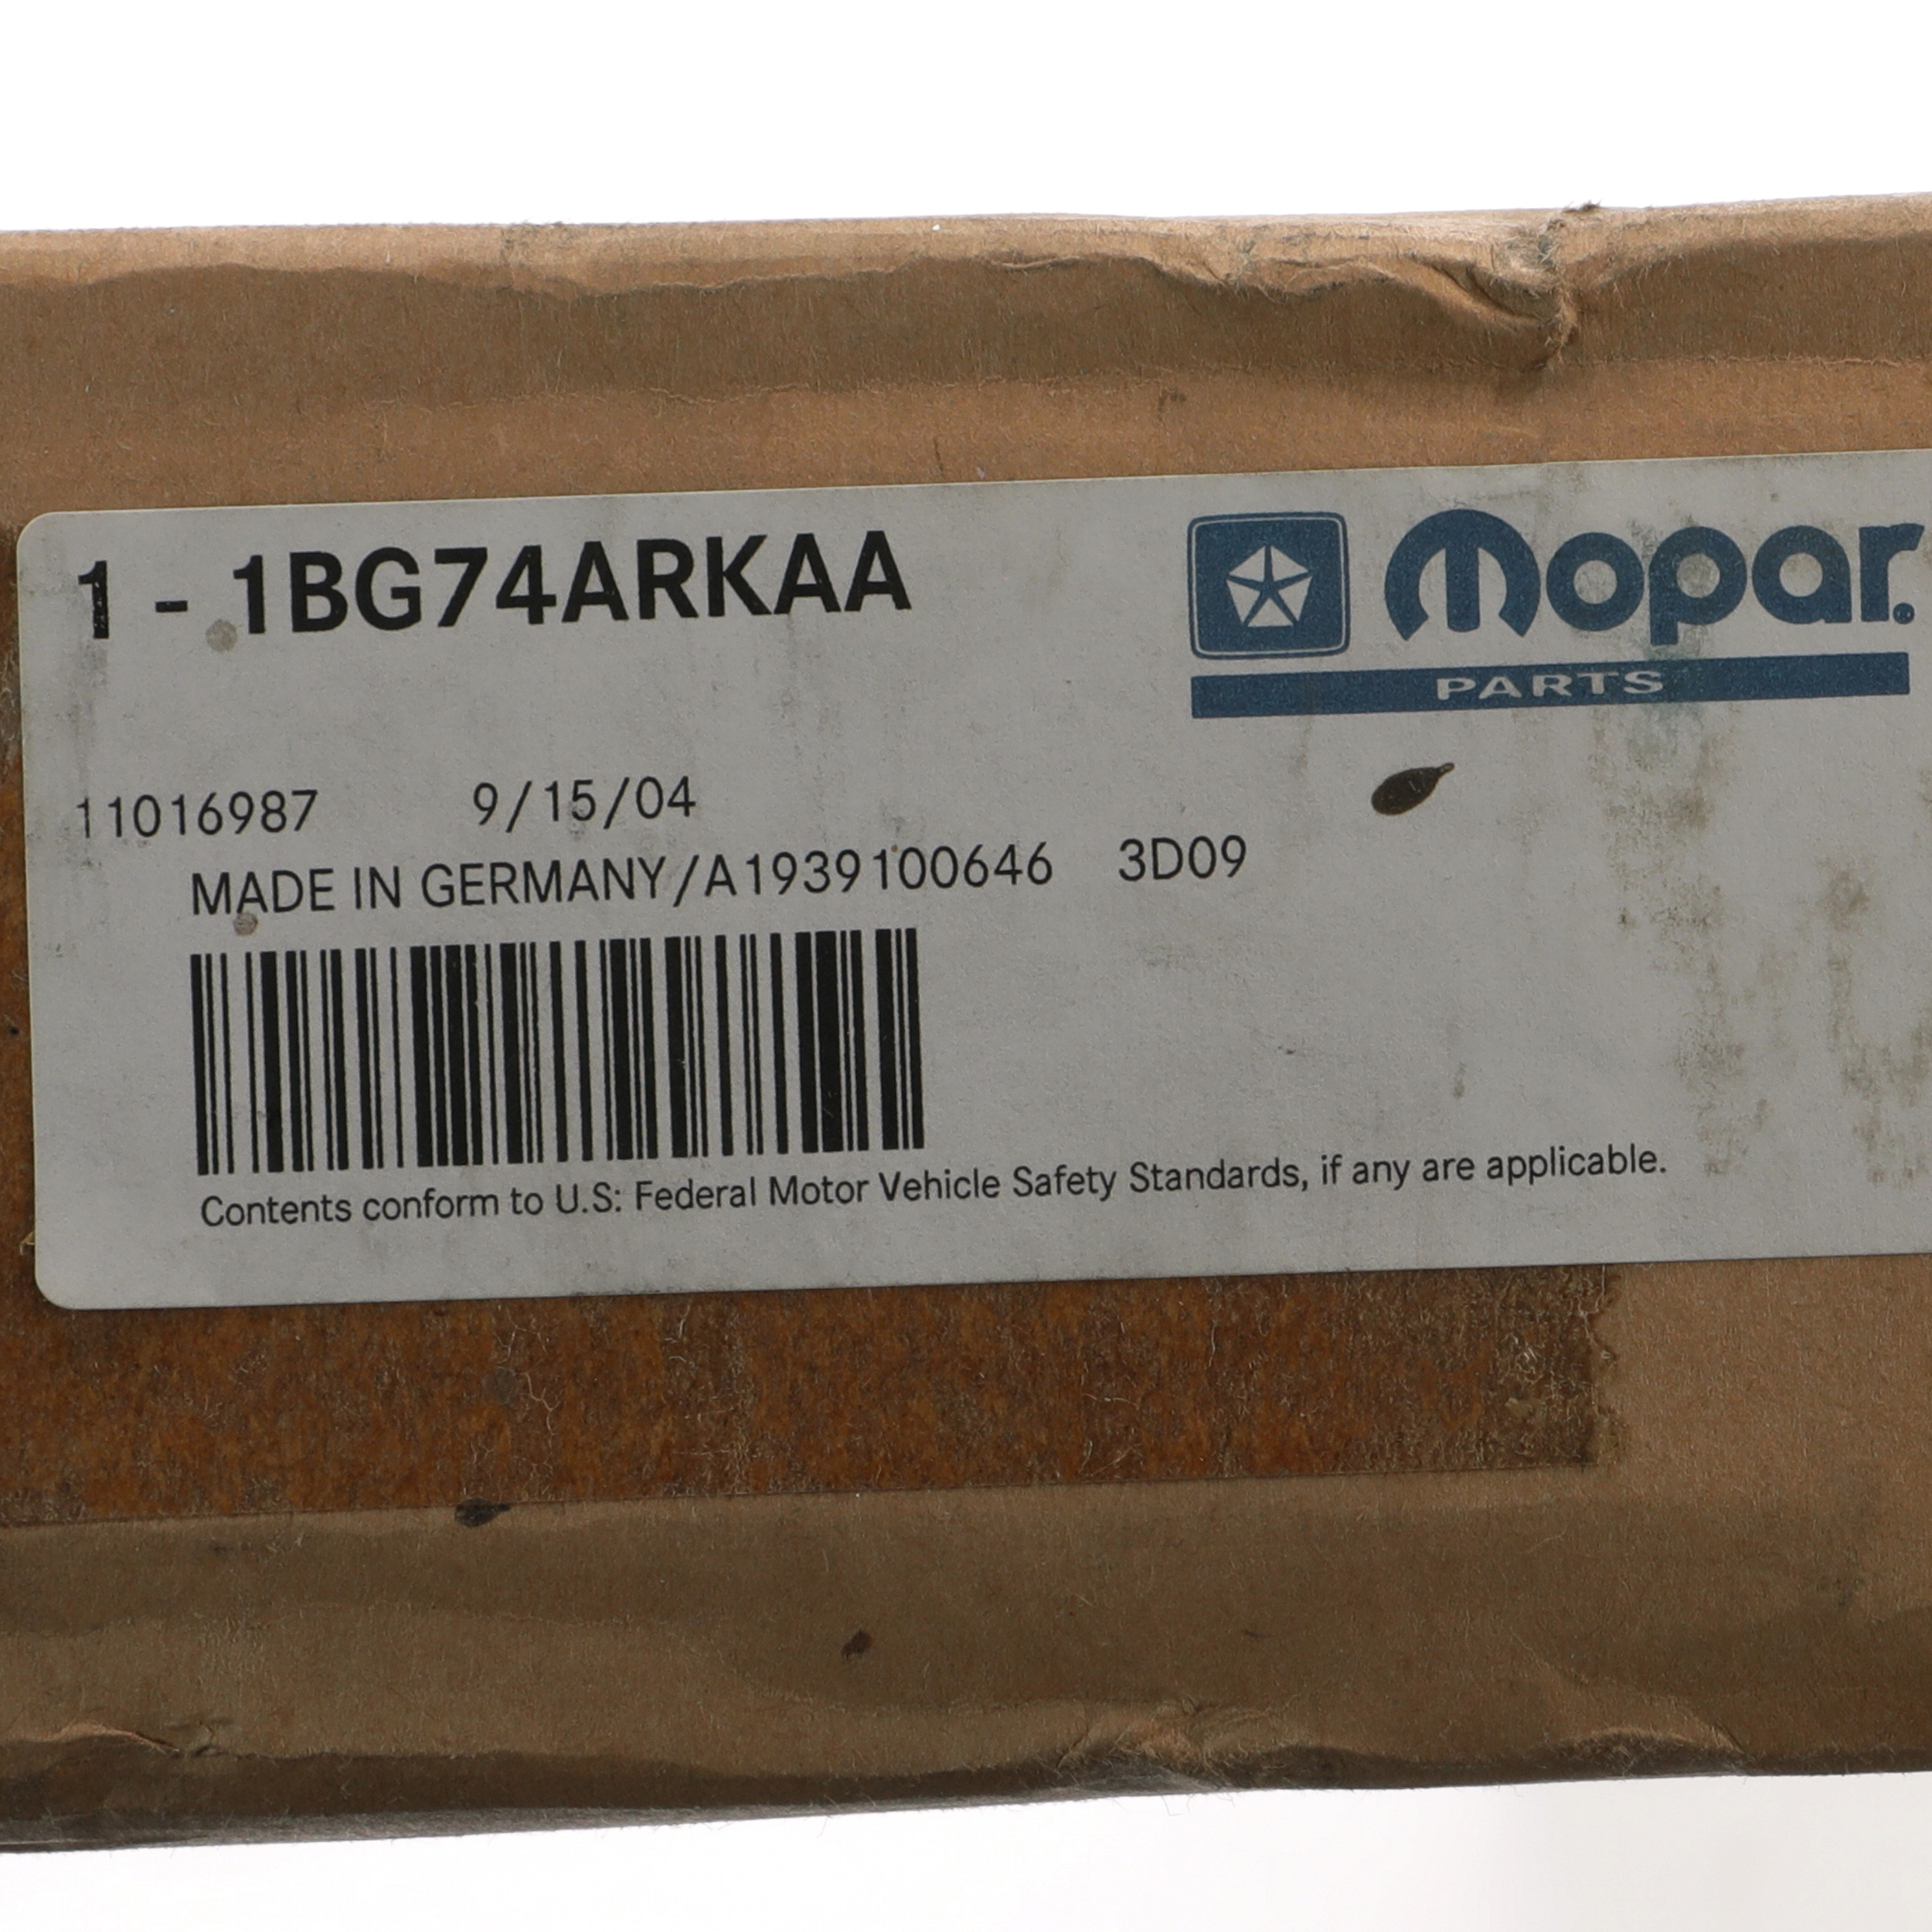 1 - 1BG74ARKAA
Mopar.
PARTS
11016987 9/15/04
MADE IN GERMANY/A1939100646 3D09
Contents conform to U.S: Federal Motor Vehicle Safety Standards, if any are applicable.